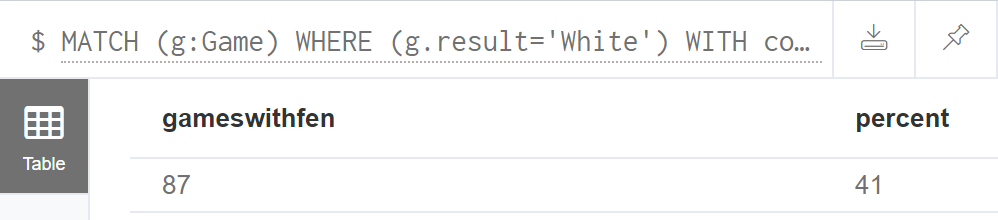 $ MATCH (g:Game) WHERE (g.result='White') WITH co…
Table
gameswithfen percent
87 41